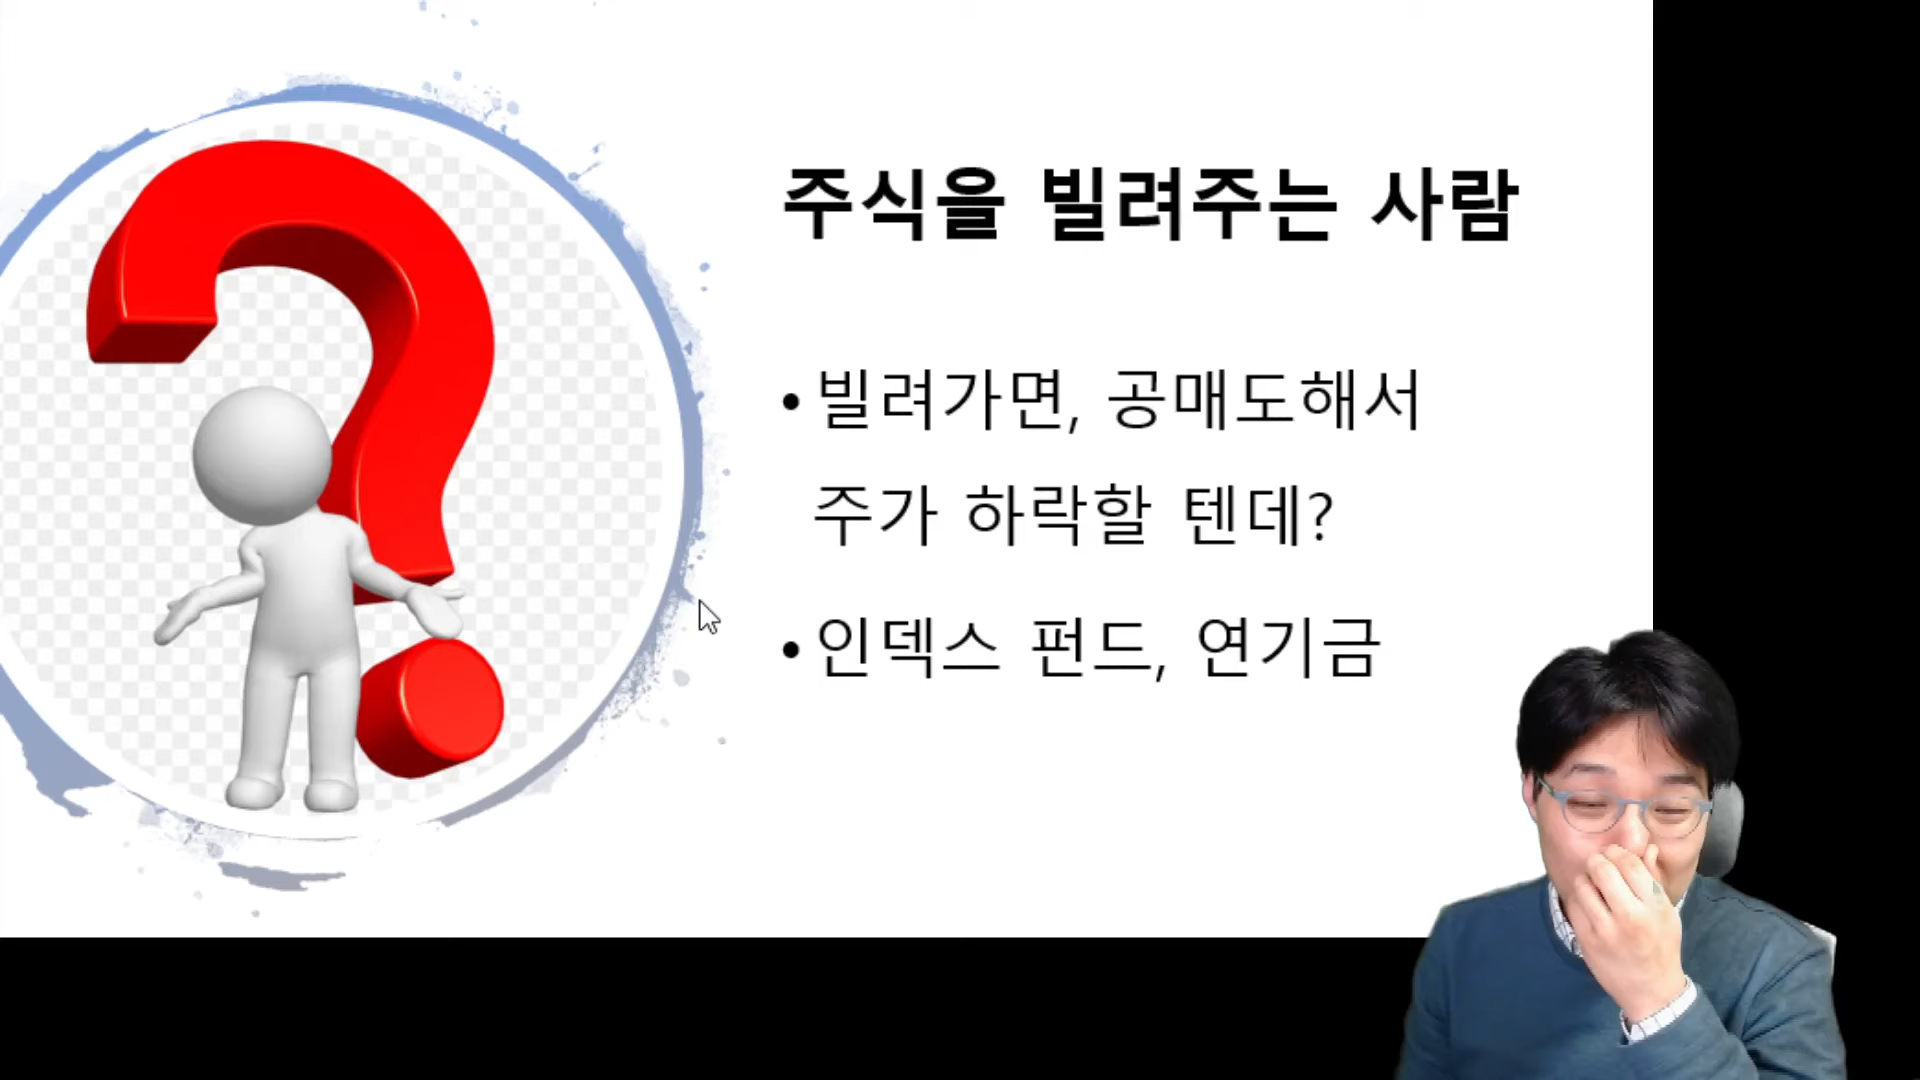 주식을 빌려주는 사람
• 빌려가면, 공매도해서
주가 하락할 텐데?
• 인덱스 펀드, 연기금